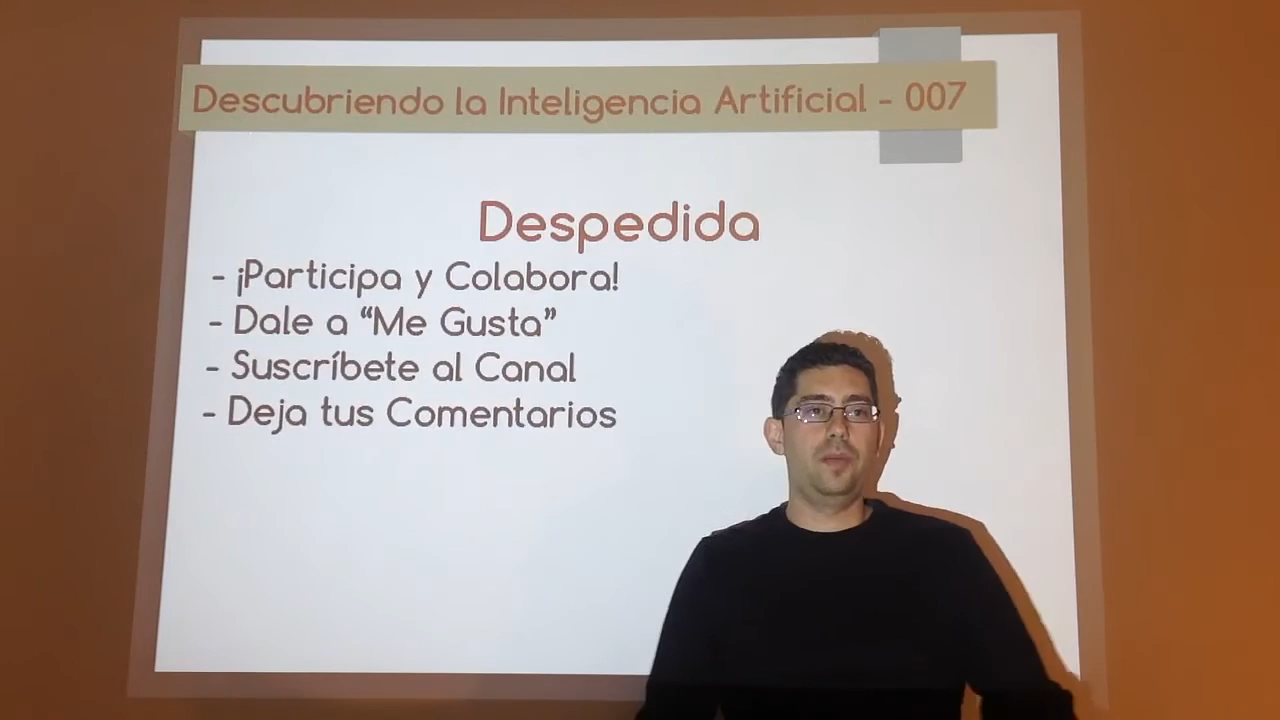 Descubriendo la Inteligencia Artificial - 007
Despedida
- ¡Participa y Colabora!
- Dale a “Me Gusta”
- Suscríbete al Canal
- Deja tus Comentarios